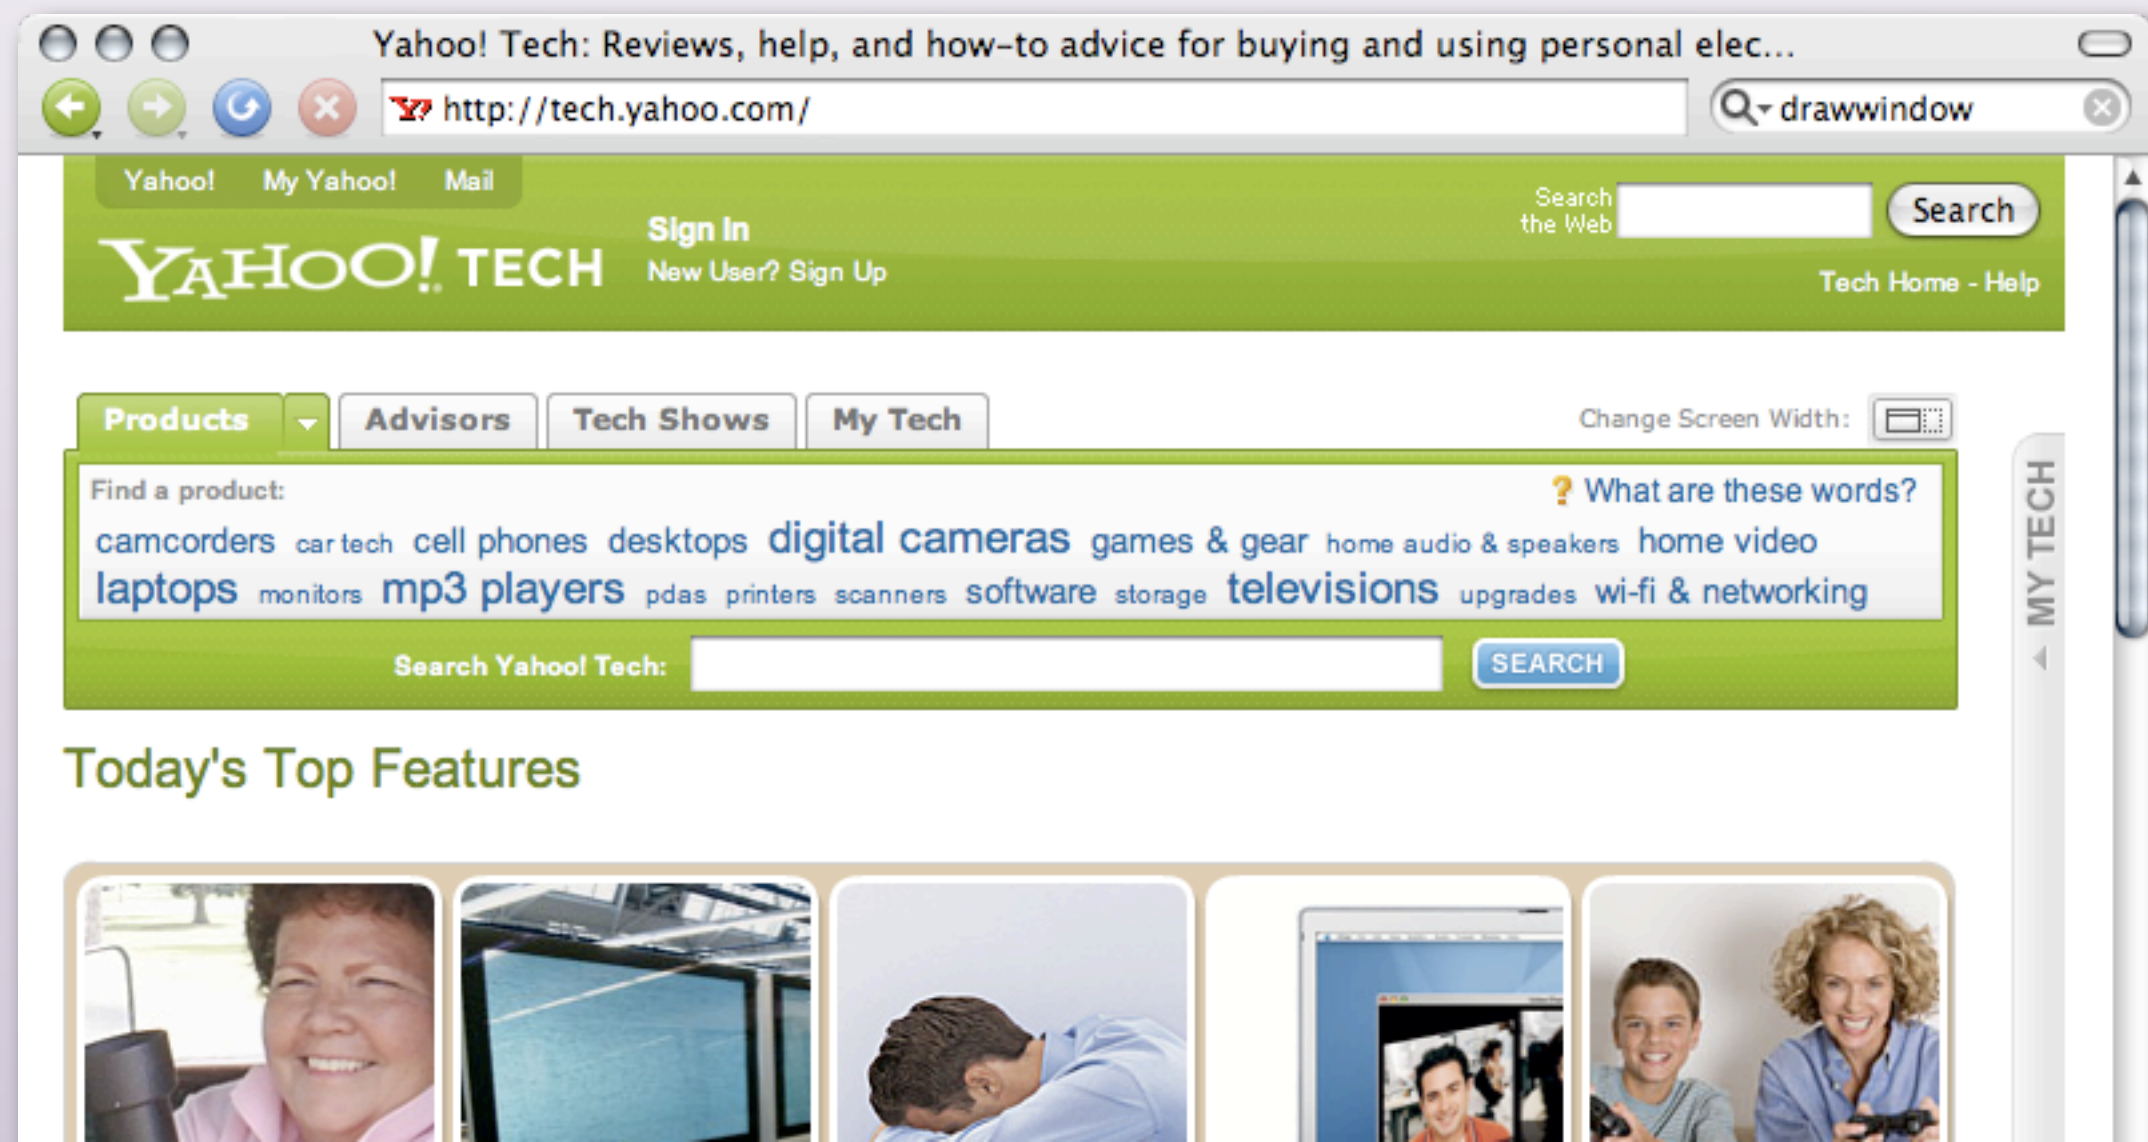 Yahoo! Tech: Reviews, help, and how-to advice for buying and using personal elec...
http://tech.yahoo.com/
drawwindow
Yahoo! My Yahoo! Mail
Search
the Web
Search
YAHOO! TECH
Sign In
New User? Sign Up
Tech Home - Help
Products
Advisors
Tech Shows
My Tech
Change Screen Width:
Find a product:
? What are these words?
camcorders car tech cell phones desktops digital cameras games & gear home audio & speakers home video
laptops monitors mp3 players pdas printers scanners software storage televisions upgrades wi-fi & networking
MY TECH
Search Yahoo! Tech:
SEARCH
Today's Top Features